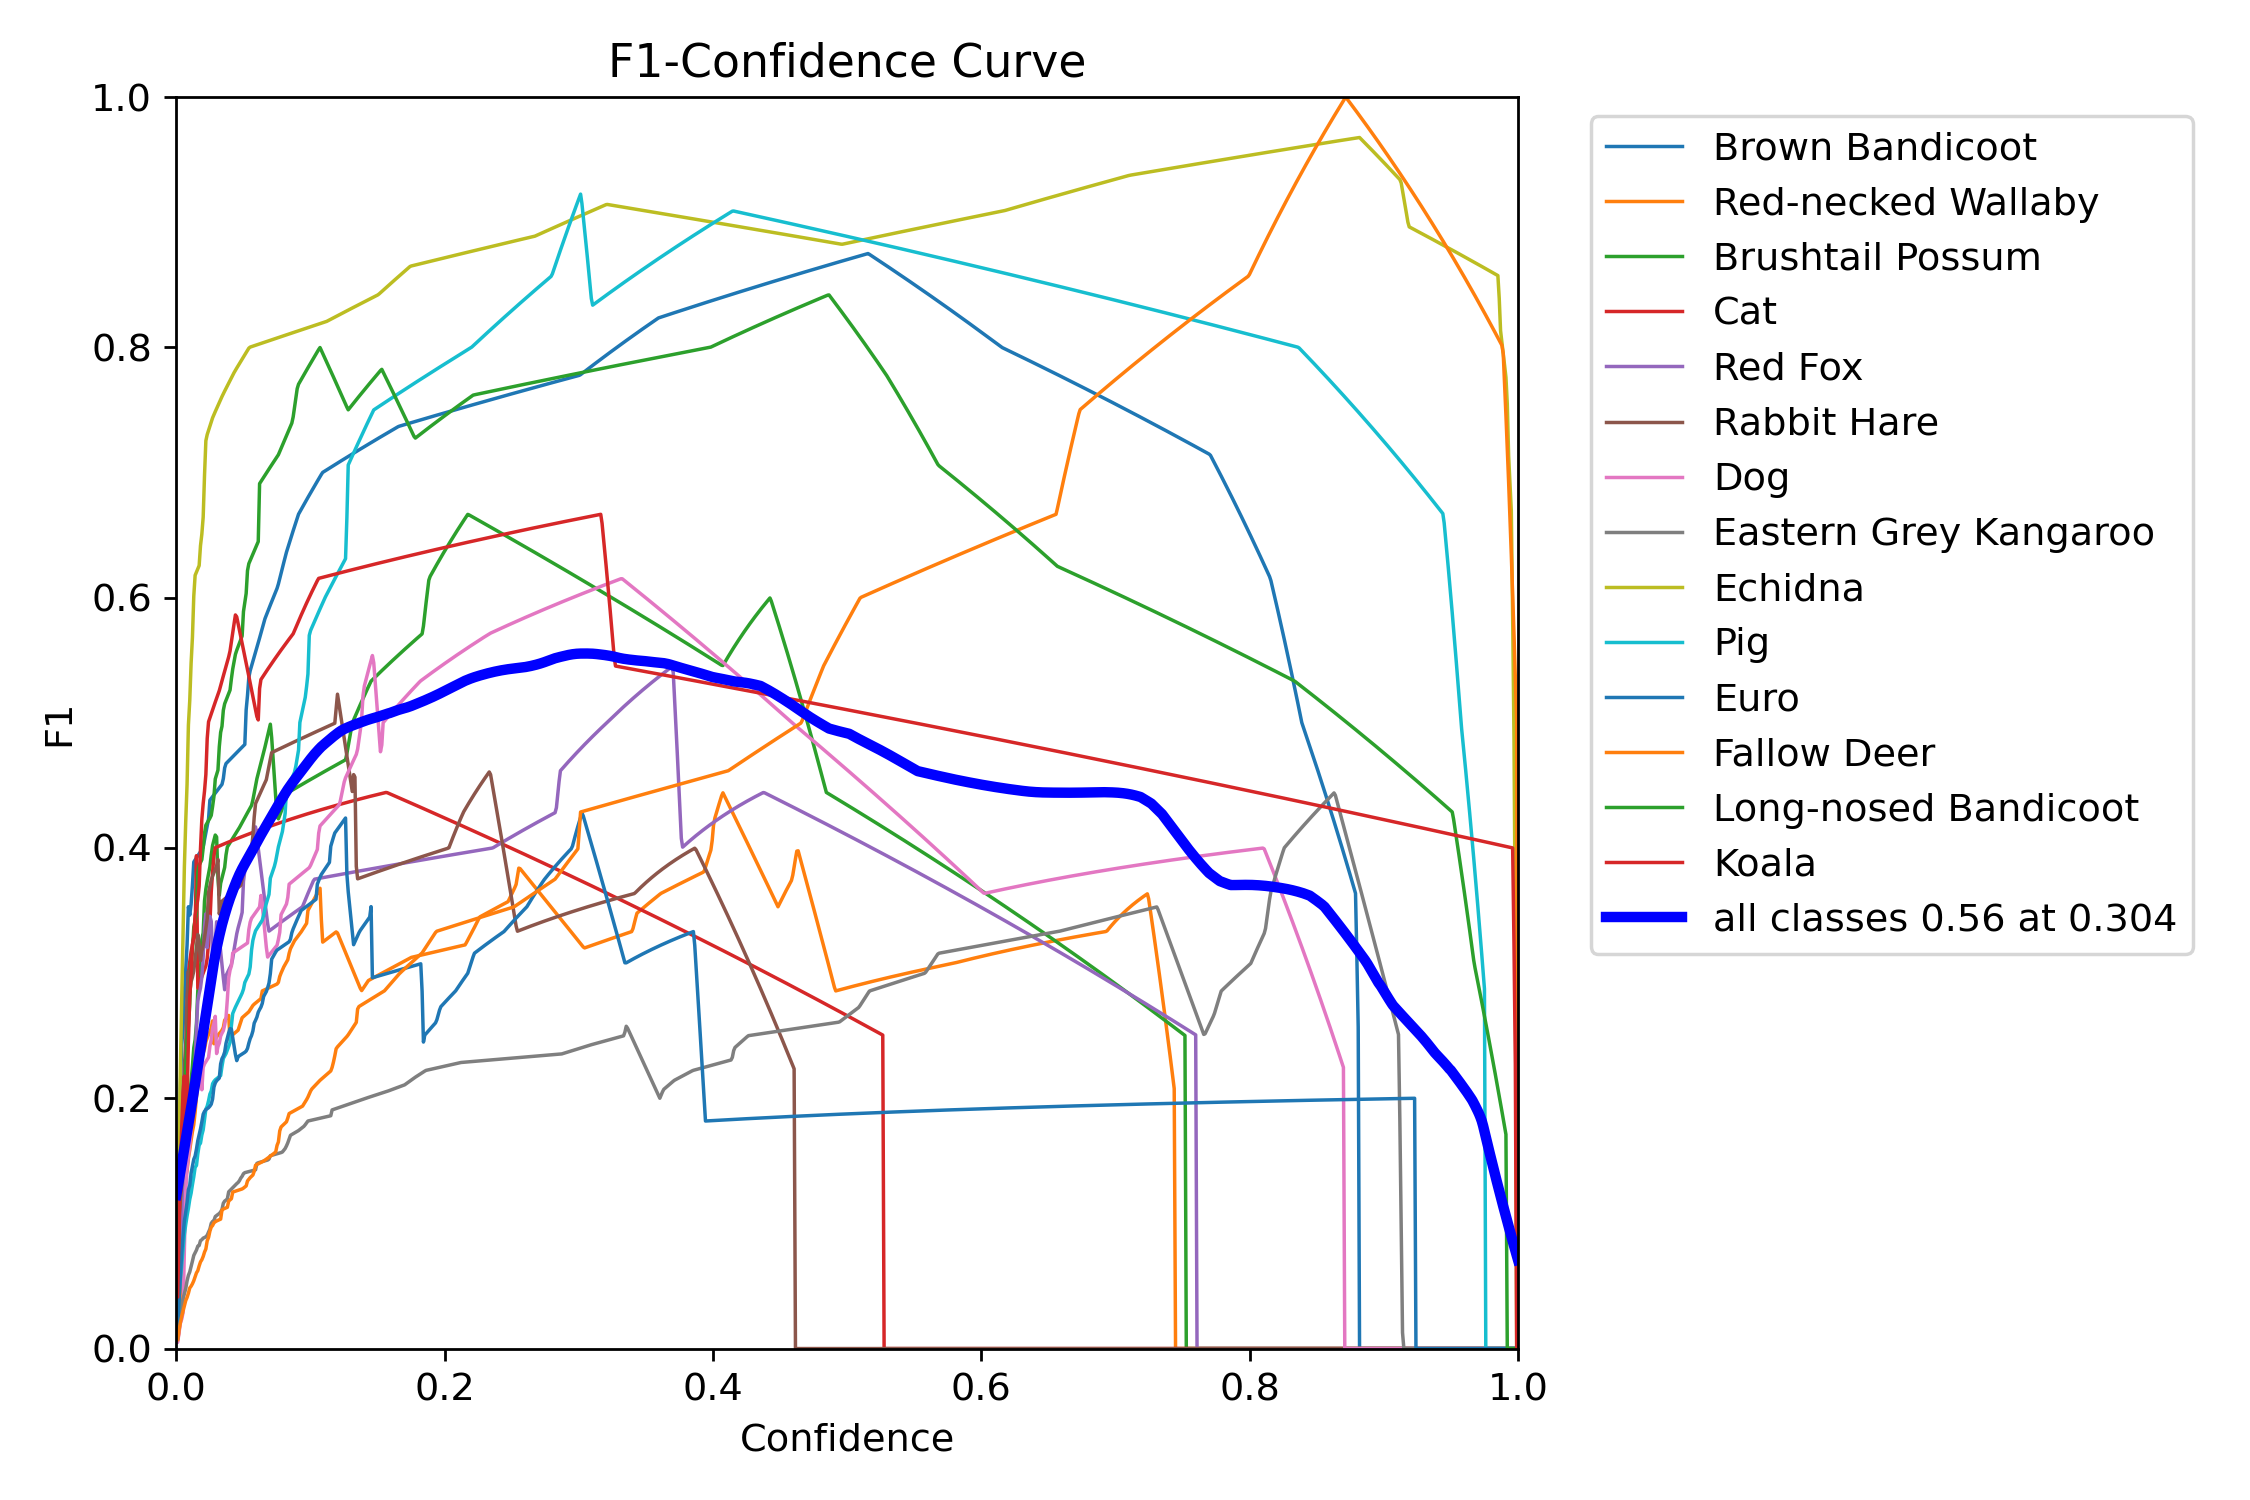 F1-Confidence Curve
1.0
0.8
0.6
0.4
0.2
0.0
F1
0.0 0.2 0.4 0.6 0.8 1.0
Confidence
Brown Bandicoot
Red-necked Wallaby
Brushtail Possum
Cat
Red Fox
Rabbit Hare
Dog
Eastern Grey Kangaroo
Echidna
Pig
Euro
Fallow Deer
Long-nosed Bandicoot
Koala
all classes 0.56 at 0.304